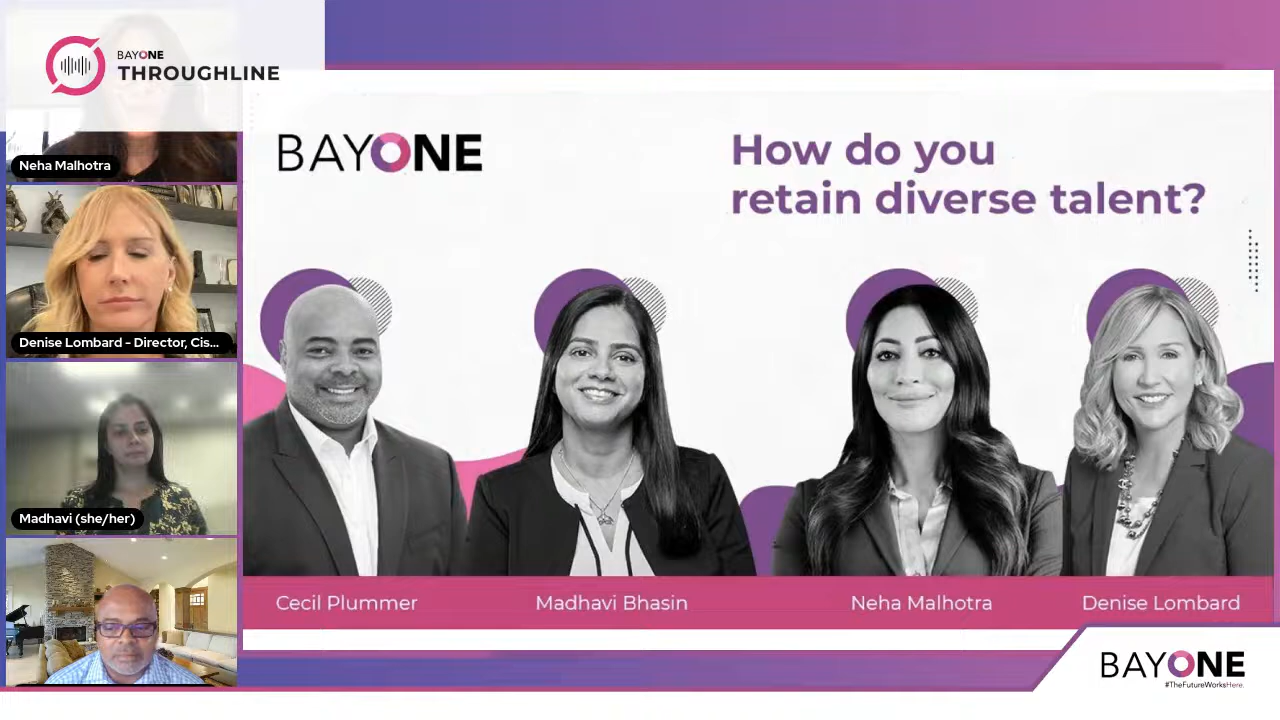 BAYONE
THROUGHLINE
Neha Malhotra
Denise Lombard - Director, Cis...
Madhavi (she/her)
BAYONE
How do you
retain diverse talent?
Cecil Plummer
Madhavi Bhasin
Neha Malhotra
Denise Lombard
BAYONE
#TheFutureWorksHere.